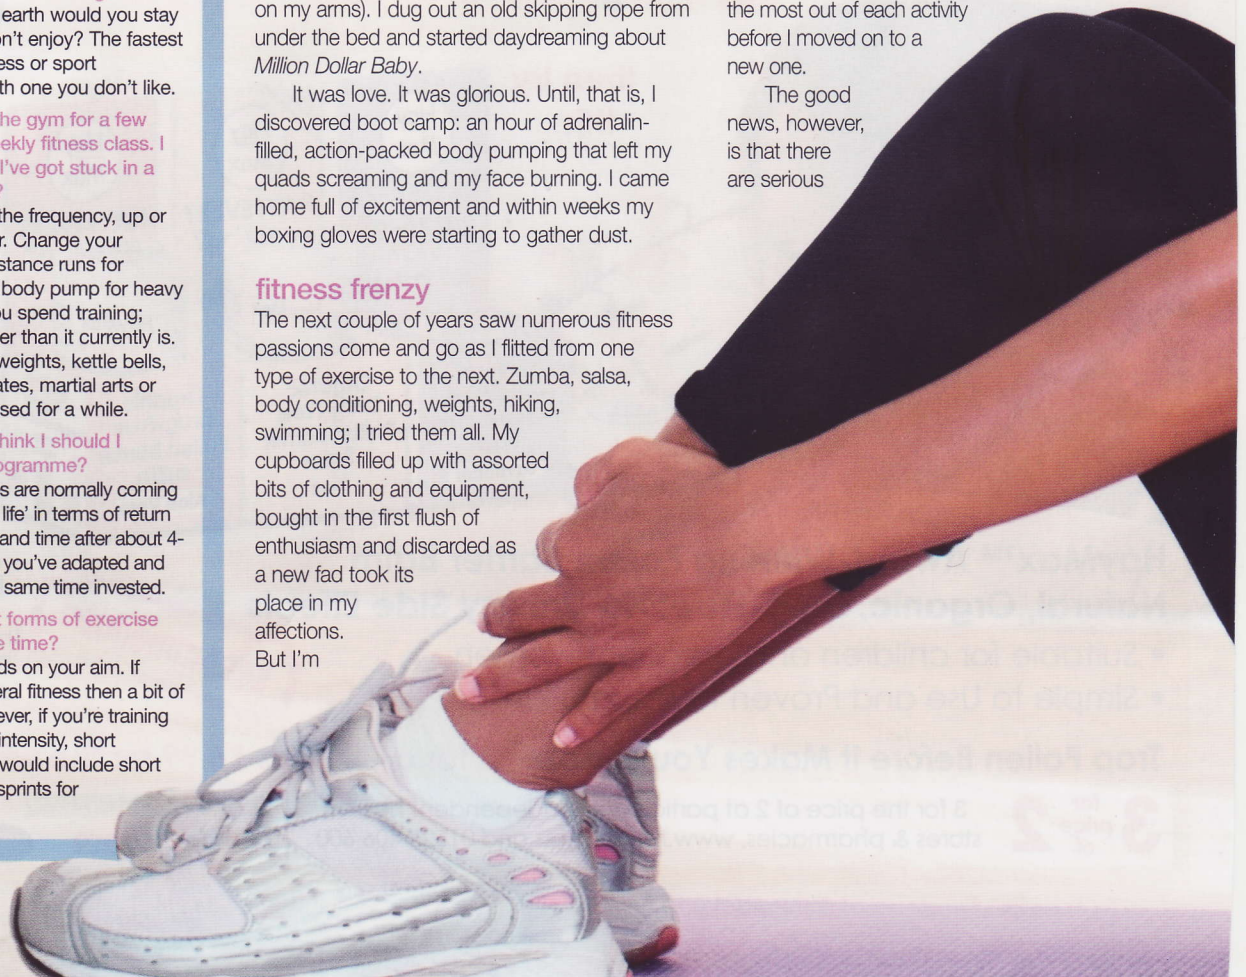 earth would you stay
n't enjoy? The fastest
ess or sport
th one you don't like.
he gym for a few
ekly fitness class. I
I've got stuck in a
?
the frequency, up or
r. Change your
stance runs for
body pump for heavy
ou spend training;
er than it currently is.
weights, kettle bells,
ates, martial arts or
sed for a while.
hink I should I
ogramme?
s are normally coming
life' in terms of return
and time after about 4-
you've adapted and
same time invested.
t forms of exercise
e time?
ds on your aim. If
eral fitness then a bit of
ever, if you're training
intensity, short
would include short
sprints for
on my arms). I dug out an old skipping rope from
under the bed and started daydreaming about
Million Dollar Baby.
It was love. It was glorious. Until, that is, I
discovered boot camp: an hour of adrenalin-
filled, action-packed body pumping that left my
quads screaming and my face burning. I came
home full of excitement and within weeks my
boxing gloves were starting to gather dust.
fitness frenzy
The next couple of years saw numerous fitness
passions come and go as I flitted from one
type of exercise to the next. Zumba, salsa,
body conditioning, weights, hiking,
swimming; I tried them all. My
cupboards filled up with assorted
bits of clothing and equipment,
bought in the first flush of
enthusiasm and discarded as
a new fad took its
place in my
affections.
But I'm
the most out of each activity
before I moved on to a
new one.
The good
news, however,
is that there
are serious